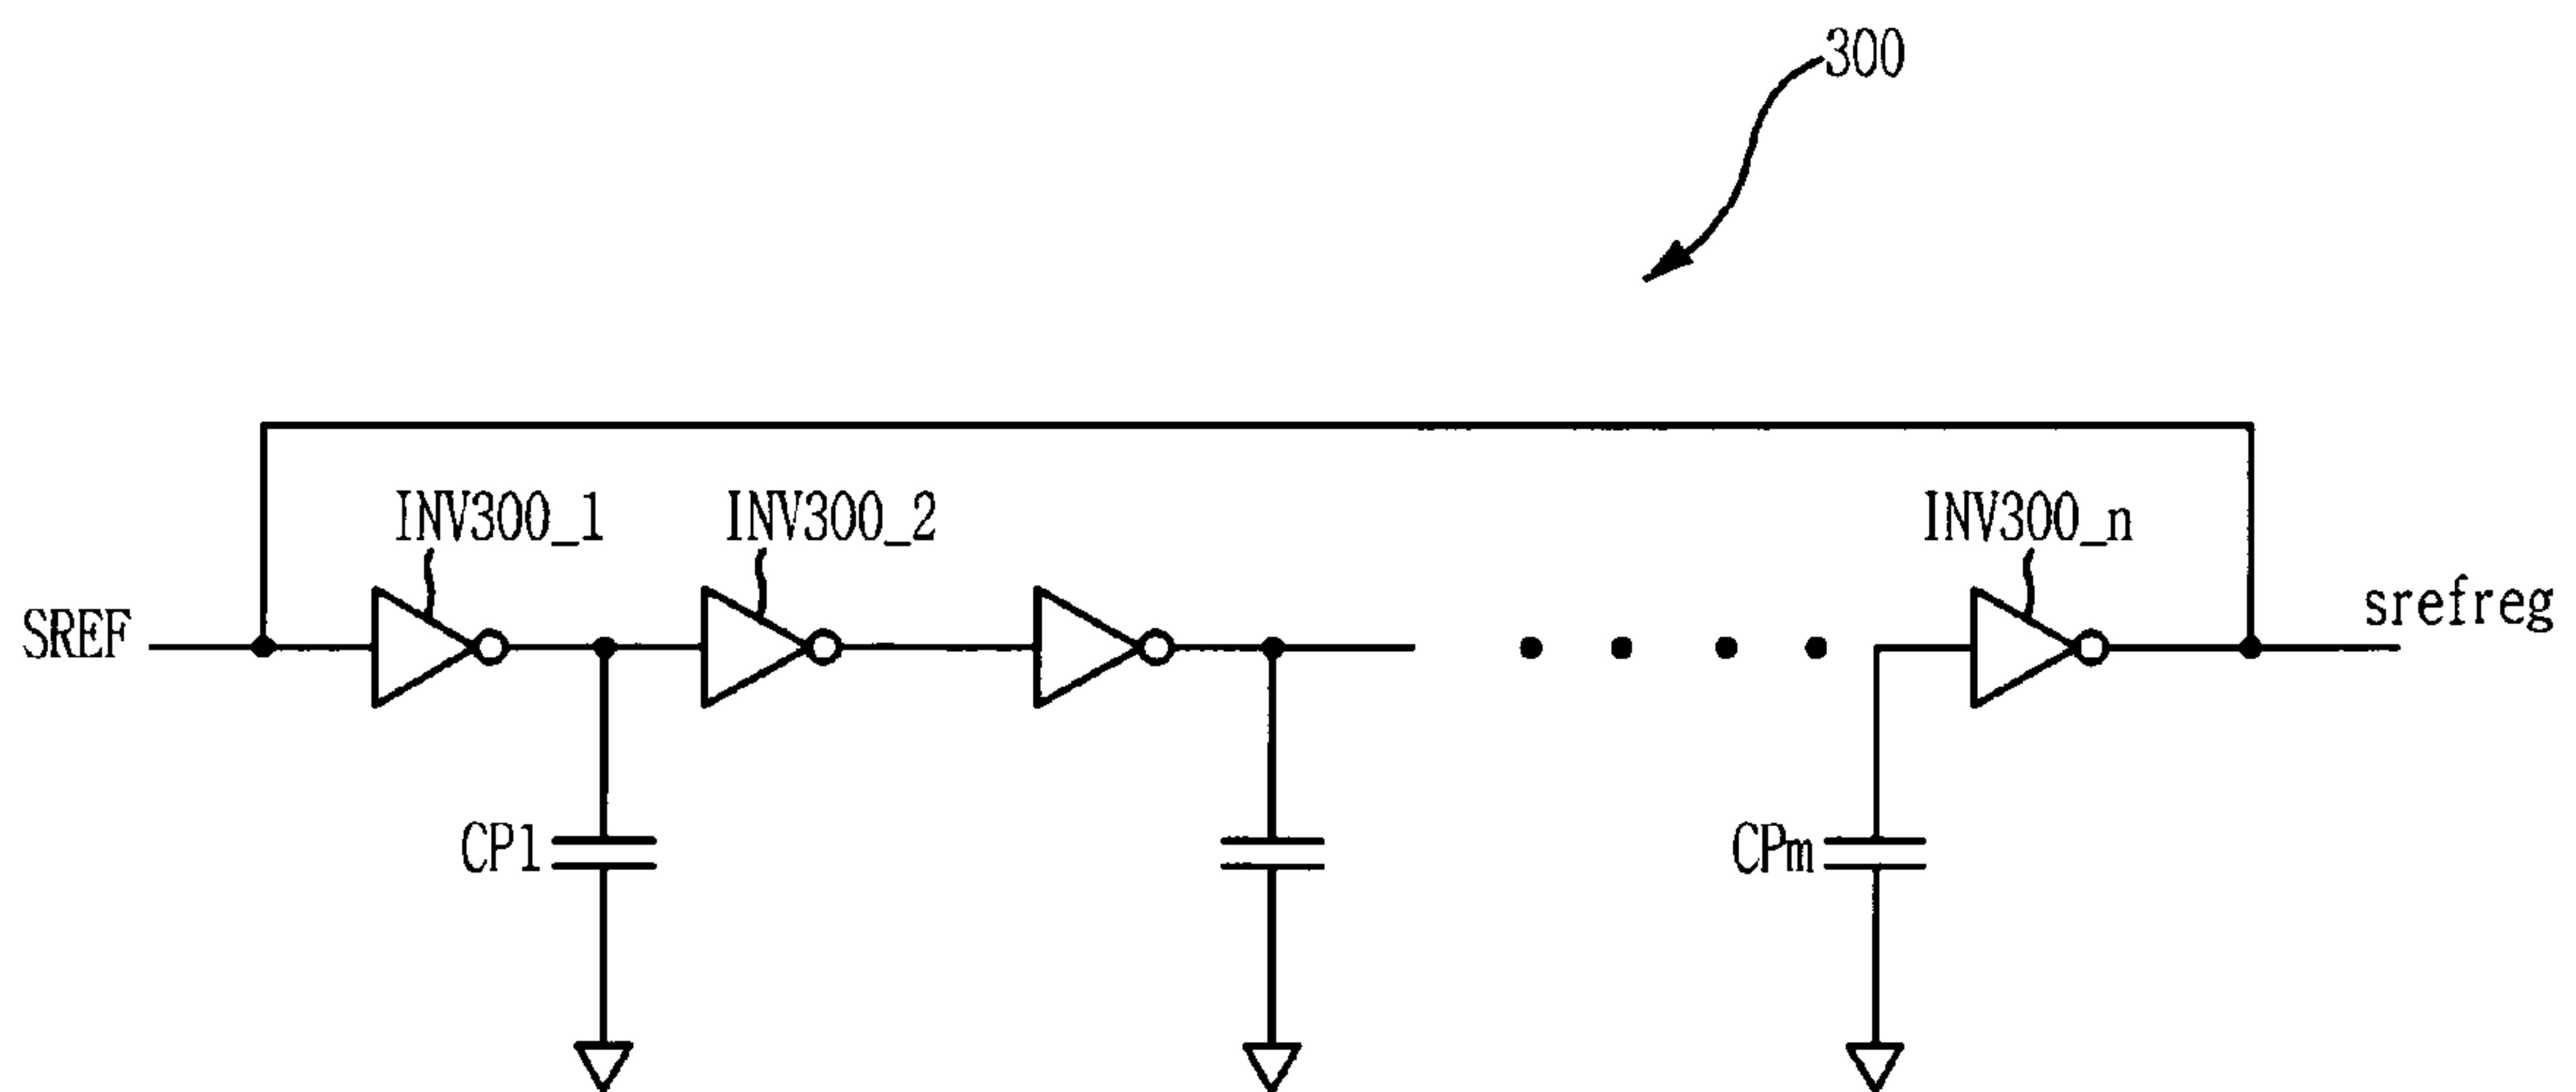 300
INV300_1
INV300_2
INV300_n
SREF
srefreg
CP1
CPm